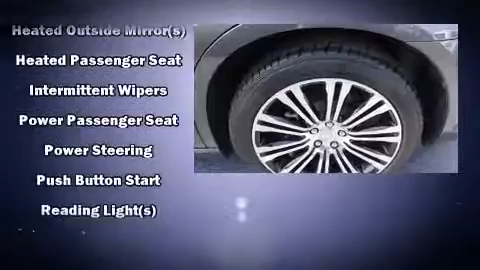 Heated Outside Mirror(s)
Heated Passenger Seat
Intermittent Wipers
Power Passenger Seat
Power Steering
Push Button Start
Reading Light(s)